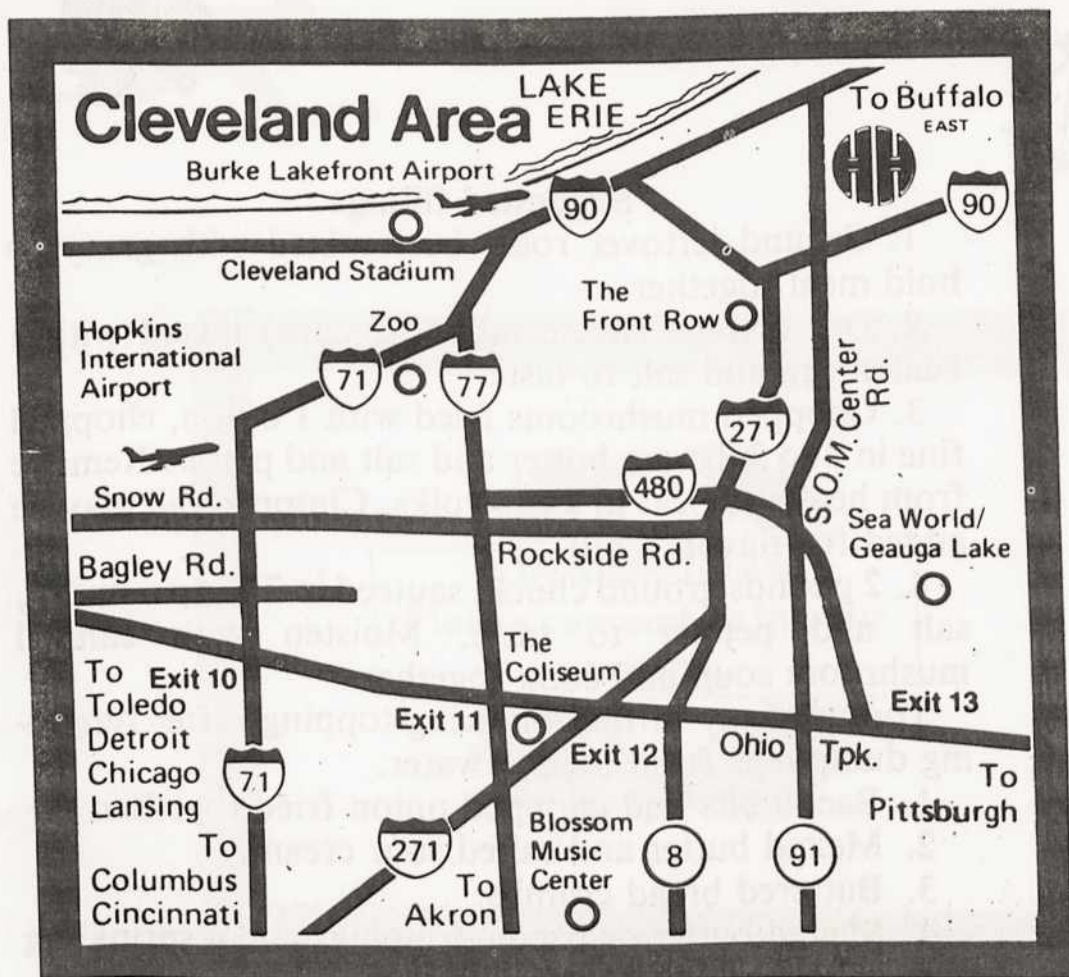 Cleveland Area
LAKE
ERIE
To Buffalo
EAST
Burke Lakefront Airport
90
90
Cleveland Stadium
The
Front Row
Hopkins
International
Airport
Zoo
71
77
271
S.O.M. Center
Rd.
480
Snow Rd.
Rockside Rd.
Sea World/
Geauga Lake
Bagley Rd.
The
Coliseum
To
Toledo
Detroit
Chicago
Lansing
Exit 10
Exit 11
Exit 12
Exit 13
Ohio Tpk.
To
Pittsburgh
71
To
Columbus
Cincinnati
271
To
Akron
Blossom
Music
Center
8
91